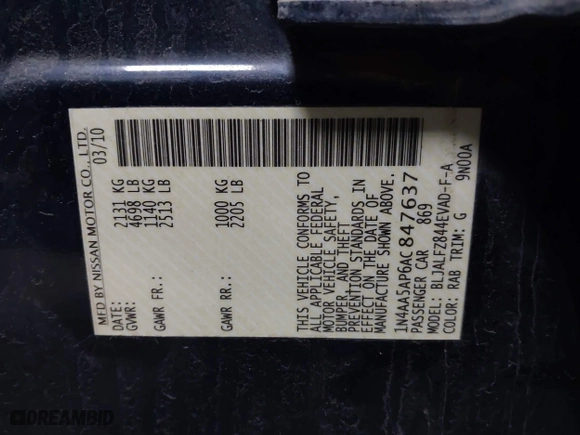 MFD BY NISSAN MOTOR CO., LTD.
03/10
GVWR: 2131 KG
4698 LB
GAWR FR: 1140 KG
2513 LB
GAWR RR: 1000 KG
2205 LB
THIS VEHICLE CONFORMS TO
ALL APPLICABLE FEDERAL
MOTOR VEHICLE SAFETY,
BUMPER, AND THEFT
PREVENTION STANDARDS IN
EFFECT ON THE DATE OF
MANUFACTURE SHOWN ABOVE.
1N4AA5AP6AC847637
PASSENGER CAR 869
MODEL: BLJALFZ844EVAD-F-A
COLOR: RAB TRIM: G 9N00A
DREAMBID